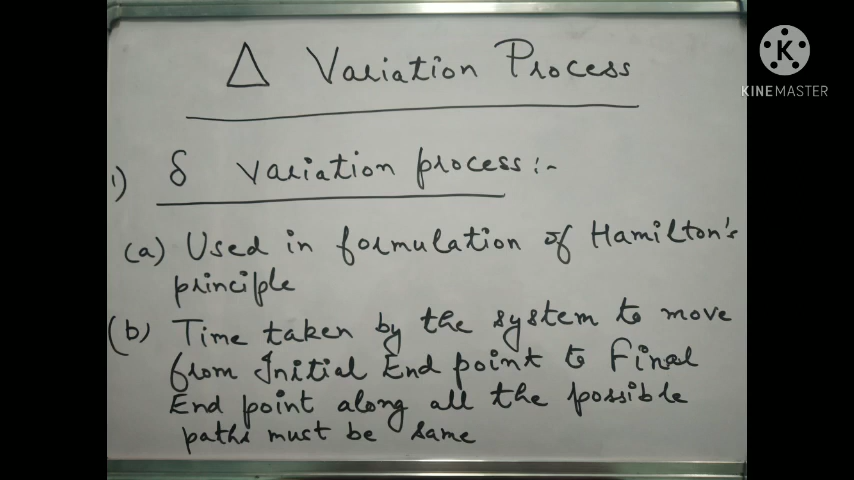 Δ Variation Process
K
KINEMASTER
1) δ variation process:-
(a) Used in formulation of Hamilton's
principle
(b) Time taken by the system to move
from Initial End point to Final
End point along all the possible
paths must be same